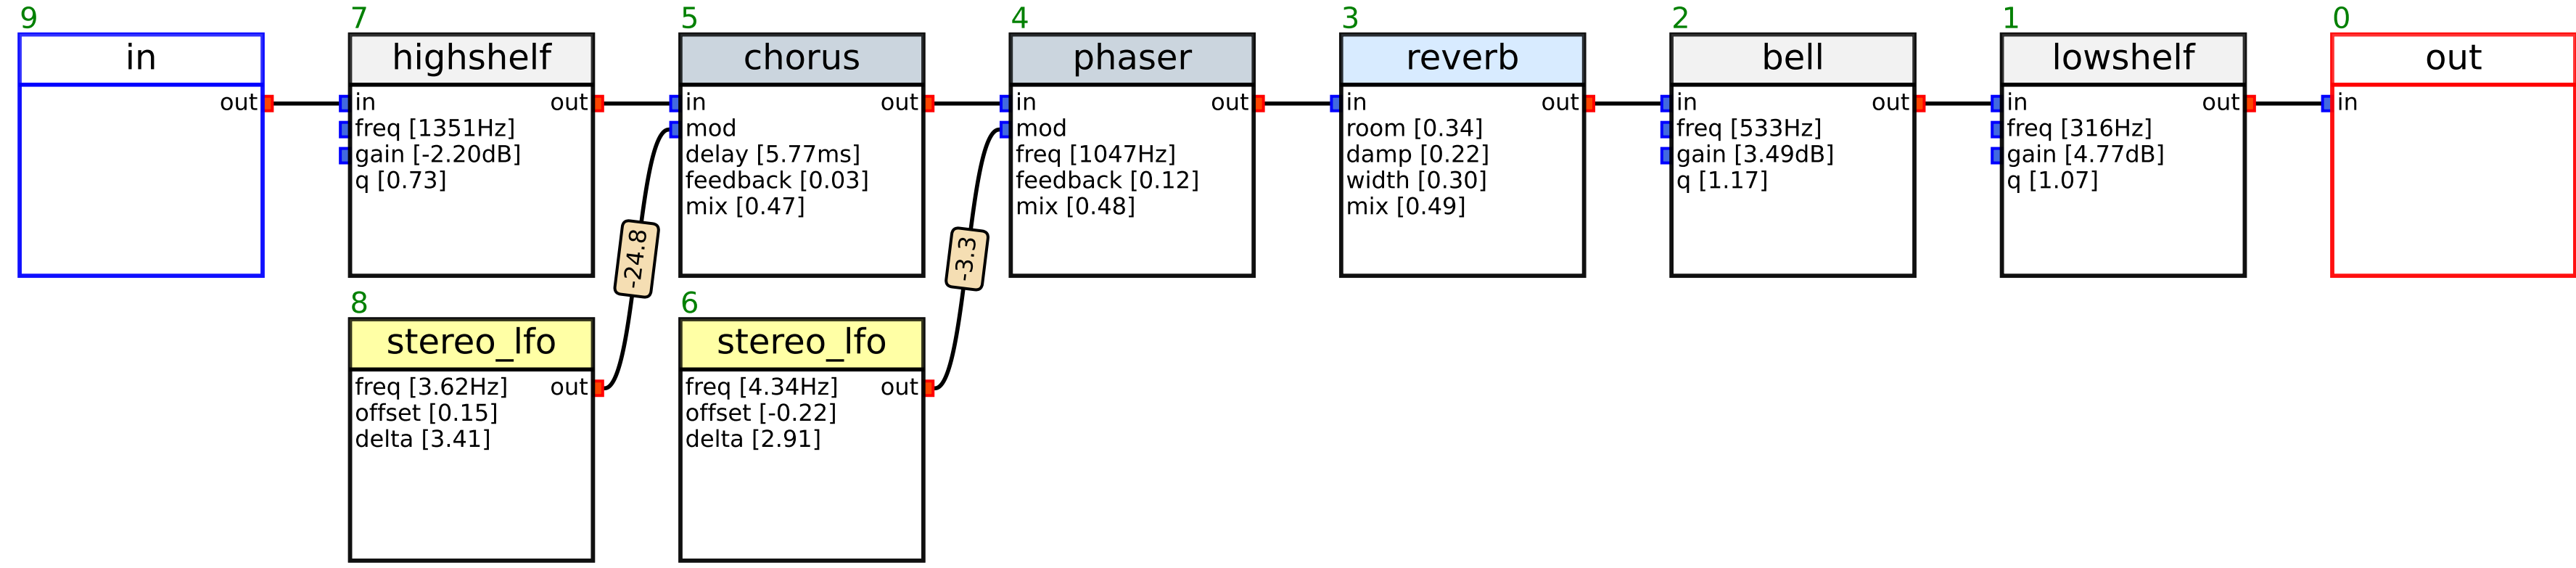 9
in
out
7
highshelf
in out
freq [1351Hz]
gain [-2.20dB]
q [0.73]
5
chorus
in out
mod
delay [5.77ms]
feedback [0.03]
mix [0.47]
4
phaser
in out
mod
freq [1047Hz]
feedback [0.12]
mix [0.48]
3
reverb
in out
room [0.34]
damp [0.22]
width [0.30]
mix [0.49]
2
bell
in out
freq [533Hz]
gain [3.49dB]
q [1.17]
1
lowshelf
in out
freq [316Hz]
gain [4.77dB]
q [1.07]
0
out
in
-24.8
-3.3
8
stereo_lfo
freq [3.62Hz] out
offset [0.15]
delta [3.41]
6
stereo_lfo
freq [4.34Hz] out
offset [-0.22]
delta [2.91]